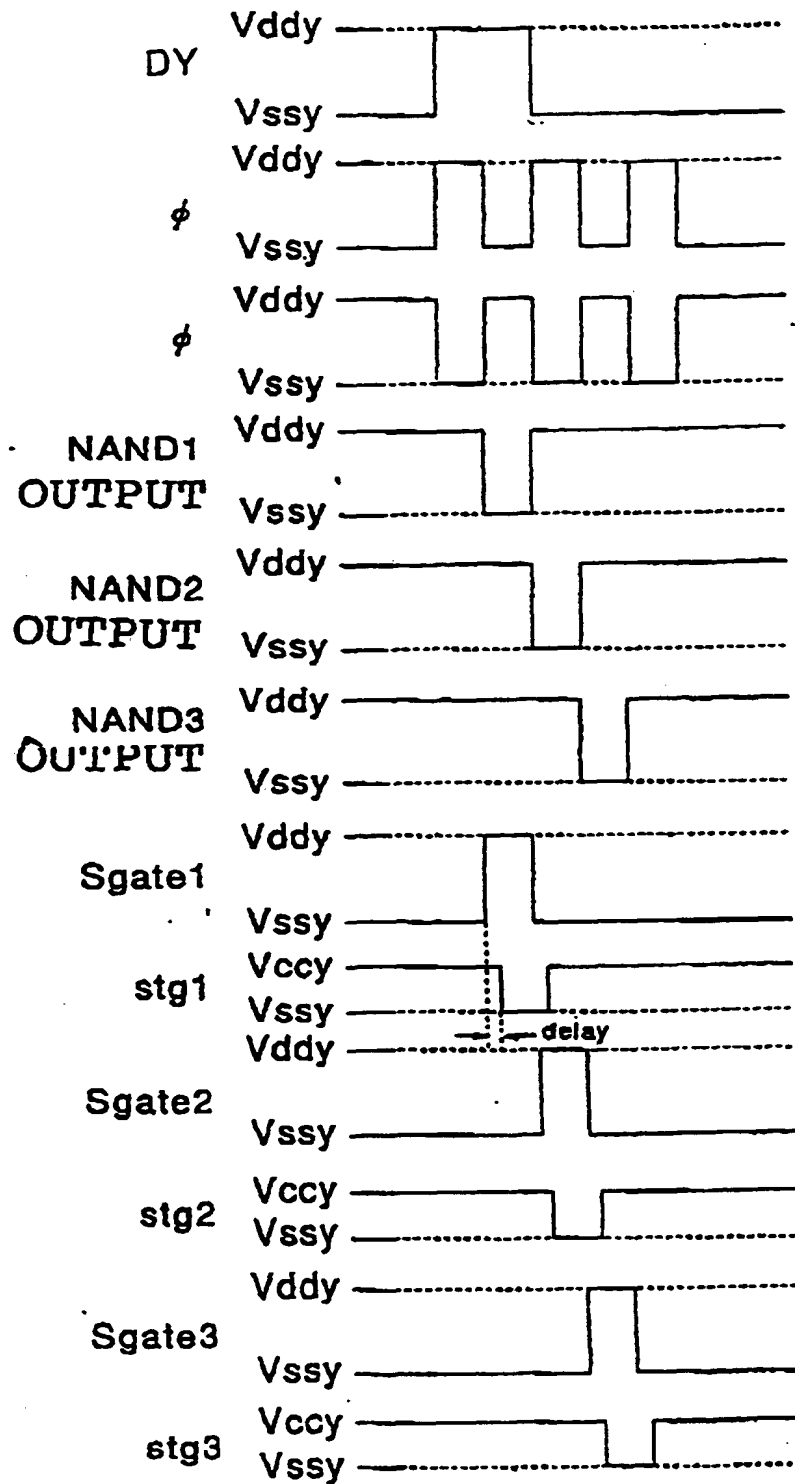 Vddy
DY
Vssy
Vddy
ϕ
Vssy
Vddy
ϕ
Vssy
Vddy
NAND1
OUTPUT
Vssy
Vddy
NAND2
OUTPUT
Vssy
Vddy
NAND3
OUTPUT
Vssy
Vddy
Sgate1
Vssy
Vccy
stg1
Vssy
delay
Vddy
Sgate2
Vssy
Vccy
stg2
Vssy
Vddy
Sgate3
Vssy
Vccy
stg3
Vssy